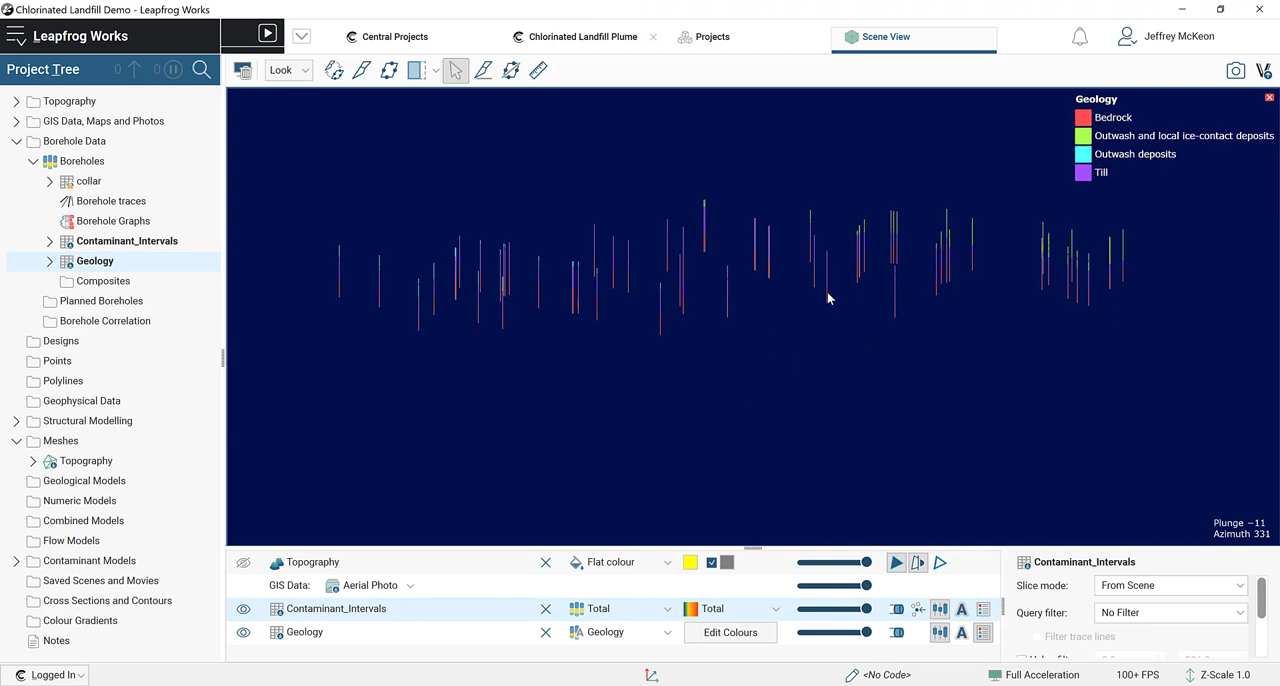 Chlorinated Landfill Demo - Leapfrog Works
Leapfrog Works
Central Projects
Chlorinated Landfill Plume
Projects
Scene View
Jeffrey McKeon
Project Tree
0
0
Look
Topography
GIS Data, Maps and Photos
Borehole Data
Boreholes
collar
Borehole traces
Borehole Graphs
Contaminant_Intervals
Geology
Composites
Planned Boreholes
Borehole Correlation
Designs
Points
Polylines
Geophysical Data
Structural Modelling
Meshes
Topography
Geological Models
Numeric Models
Combined Models
Flow Models
Contaminant Models
Saved Scenes and Movies
Cross Sections and Contours
Colour Gradients
Notes
Geology
Bedrock
Outwash and local ice-contact deposits
Outwash deposits
Till
Plunge −11
Azimuth 331
Topography
Flat colour
GIS Data:
Aerial Photo
Contaminant_Intervals
Total
Total
Geology
Geology
Edit Colours
Contaminant_Intervals
Slice mode:
From Scene
Query filter:
No Filter
Filter trace lines
Logged In
<No Code>
Full Acceleration
100+ FPS
Z-Scale 1.0